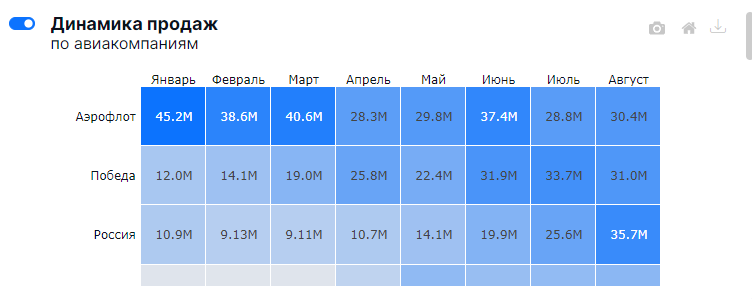 Динамика продаж
по авиакомпаниям
Январь Февраль Март Апрель Май Июнь Июль Август
Аэрофлот 45.2M 38.6M 40.6M 28.3M 29.8M 37.4M 28.8M 30.4M
Победа 12.0M 14.1M 19.0M 25.8M 22.4M 31.9M 33.7M 31.0M
Россия 10.9M 9.13M 9.11M 10.7M 14.1M 19.9M 25.6M 35.7M